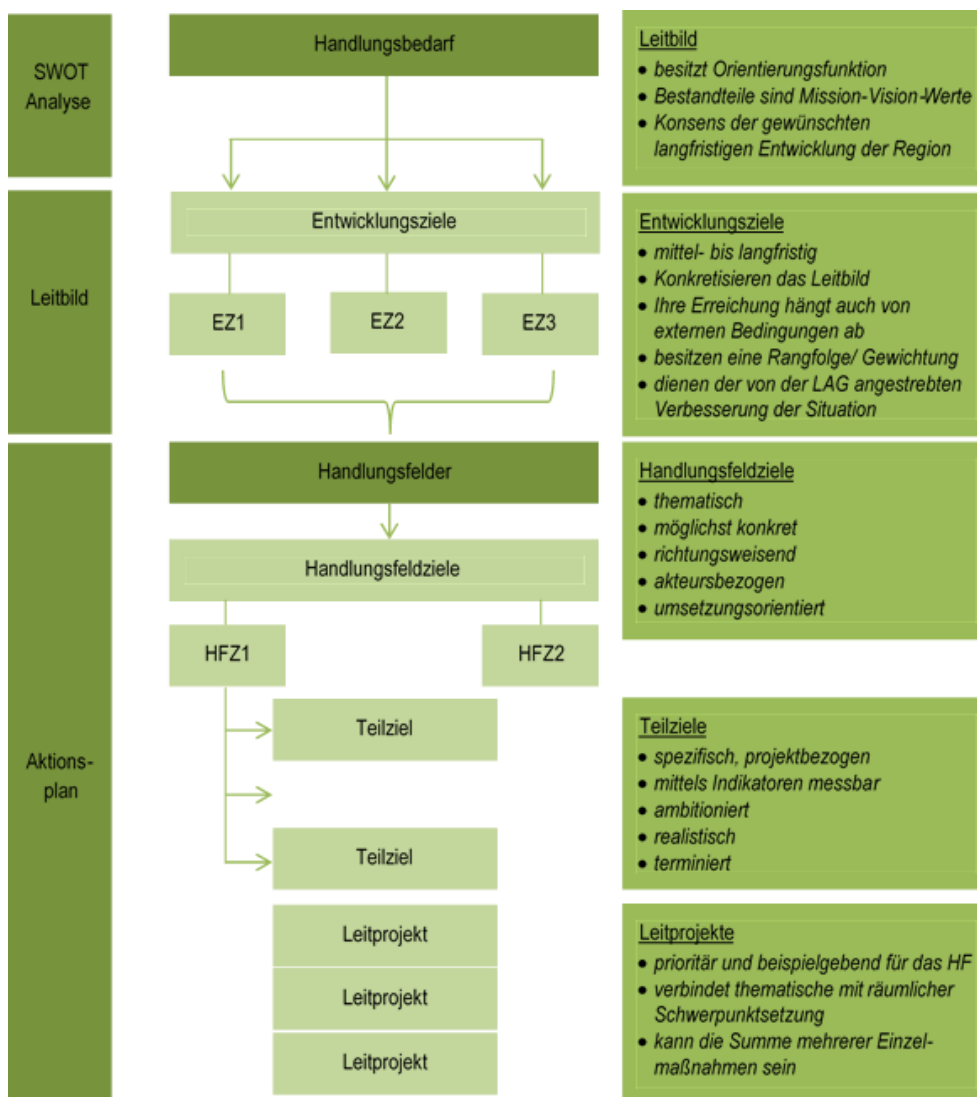 SWOT
Analyse
Handlungsbedarf
Leitbild
• besitzt Orientierungsfunktion
• Bestandteile sind Mission-Vision-Werte
• Konsens der gewünschten
langfristigen Entwicklung der Region
Leitbild
Entwicklungsziele
EZ1
EZ2
EZ3
Entwicklungsziele
• mittel- bis langfristig
• Konkretisieren das Leitbild
• Ihre Erreichung hängt auch von
externen Bedingungen ab
• besitzen eine Rangfolge/ Gewichtung
• dienen der von der LAG angestrebten
Verbesserung der Situation
Aktions-
plan
Handlungsfelder
Handlungsfeldziele
HFZ1
HFZ2
Handlungsfeldziele
• thematisch
• möglichst konkret
• richtungsweisend
• akteursbezogen
• umsetzungsorientiert
Teilziel
Teilziel
Teilziele
• spezifisch, projektbezogen
• mittels Indikatoren messbar
• ambitioniert
• realistisch
• terminiert
Leitprojekt
Leitprojekt
Leitprojekt
Leitprojekte
• prioritär und beispielgebend für das HF
• verbindet thematische mit räumlicher
Schwerpunktsetzung
• kann die Summe mehrerer Einzel-
maßnahmen sein